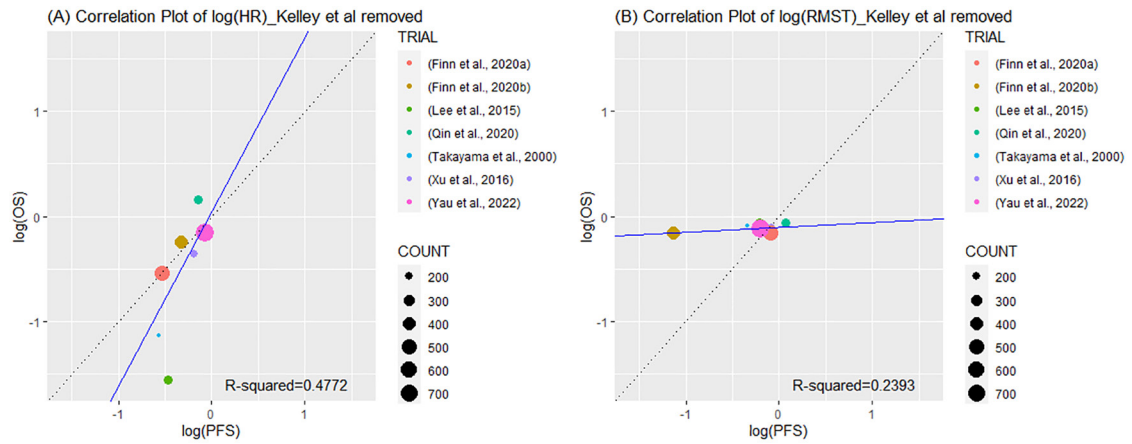 (A) Correlation Plot of log(HR)_Kelley et al removed
TRIAL
(Finn et al., 2020a)
(Finn et al., 2020b)
(Lee et al., 2015)
(Qin et al., 2020)
(Takayama et al., 2000)
(Xu et al., 2016)
(Yau et al., 2022)
COUNT
200
300
400
500
600
700
log(OS)
1
0
-1
R-squared=0.4772
-1
0
1
log(PFS)
(B) Correlation Plot of log(RMST)_Kelley et al removed
TRIAL
(Finn et al., 2020a)
(Finn et al., 2020b)
(Lee et al., 2015)
(Qin et al., 2020)
(Takayama et al., 2000)
(Xu et al., 2016)
(Yau et al., 2022)
COUNT
200
300
400
500
600
700
log(OS)
1
0
-1
R-squared=0.2393
-1
0
1
log(PFS)